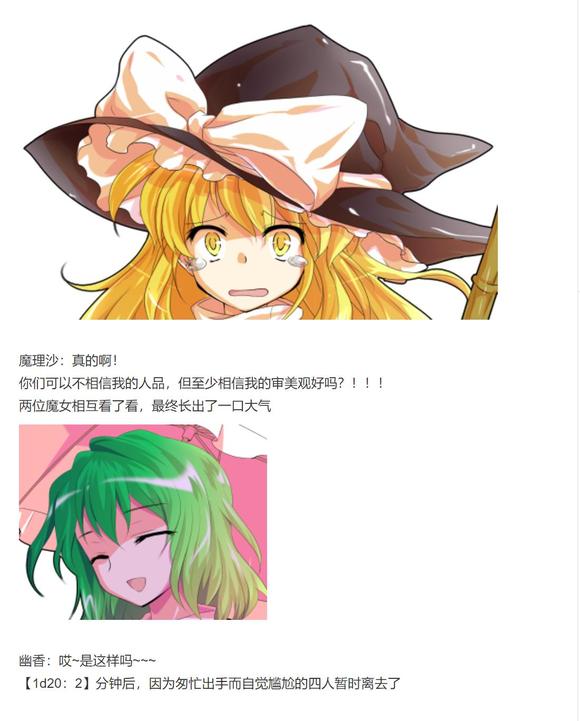 魔理沙：真的啊！
你们可以不相信我的人品，但至少相信我的审美观好吗？！！！
两位魔女相互看了看，最终长出了一口大气
幽香：哎~是这样吗~~~
【1d20：2】分钟后，因为匆忙出手而自觉尴尬的四人暂时离去了